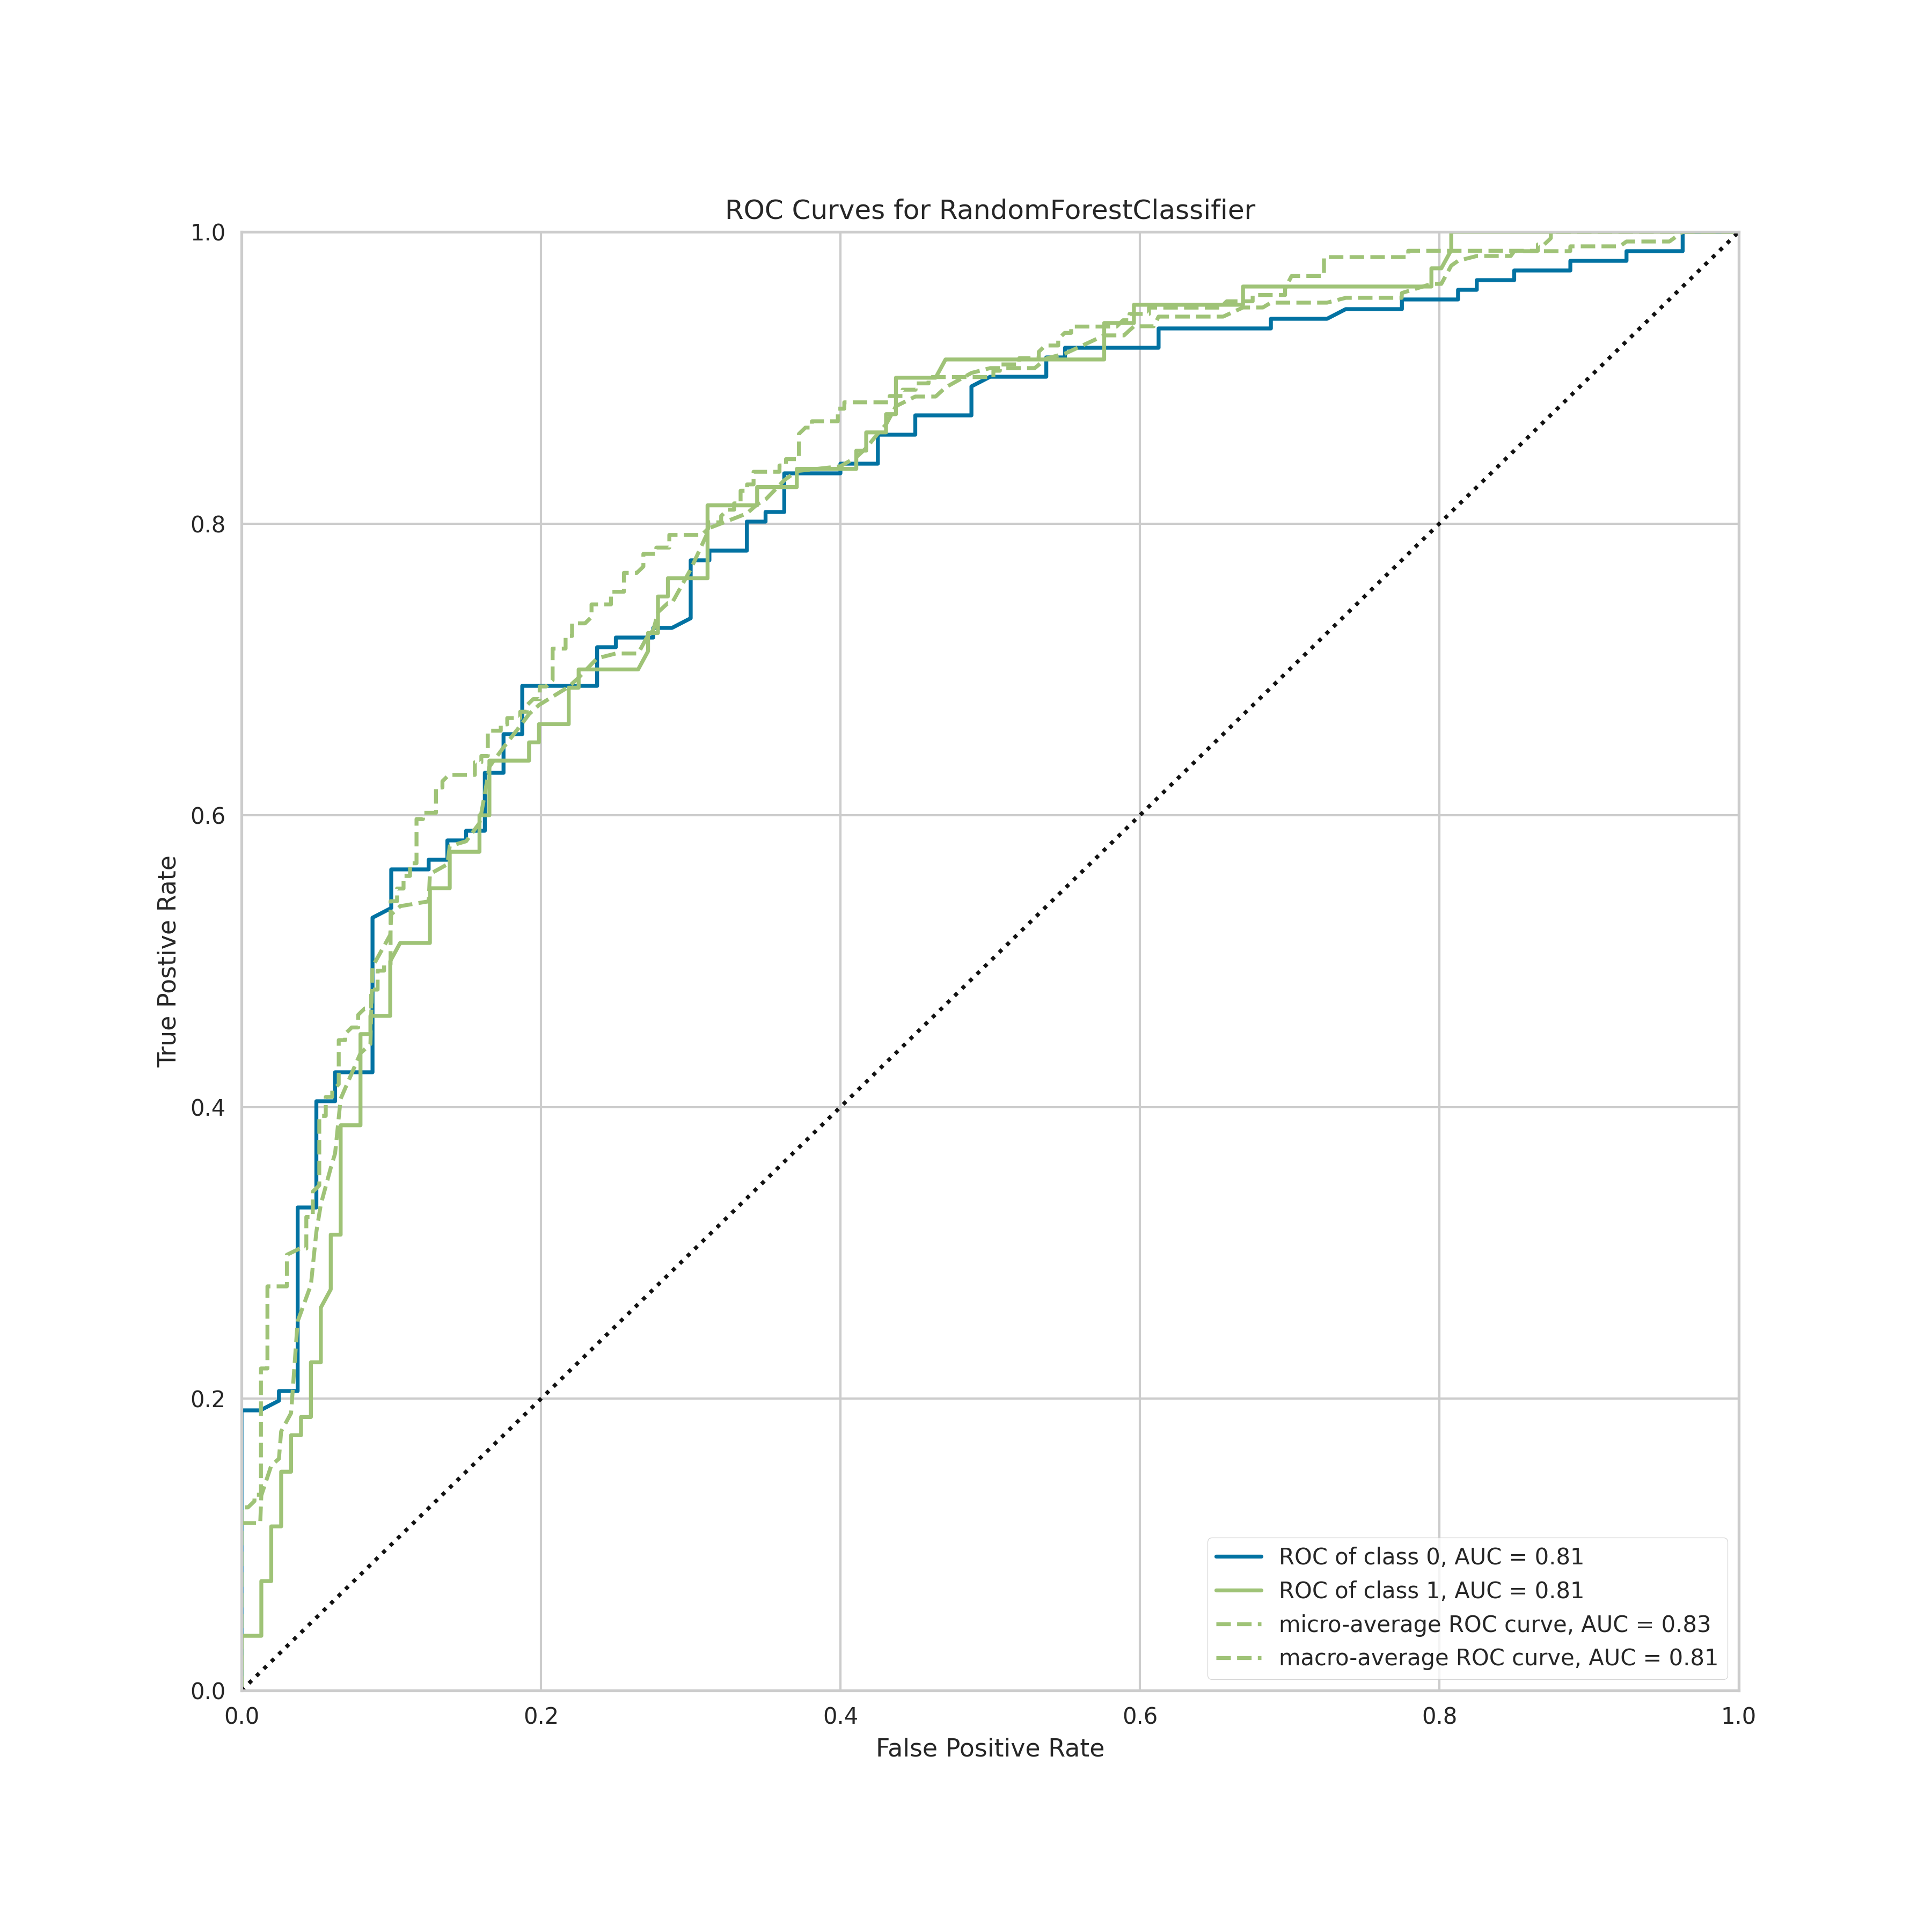 ROC Curves for RandomForestClassifier
1.0
0.8
0.6
0.4
0.2
0.0
True Postive Rate
0.0 0.2 0.4 0.6 0.8 1.0
False Positive Rate
ROC of class 0, AUC = 0.81
ROC of class 1, AUC = 0.81
micro-average ROC curve, AUC = 0.83
macro-average ROC curve, AUC = 0.81